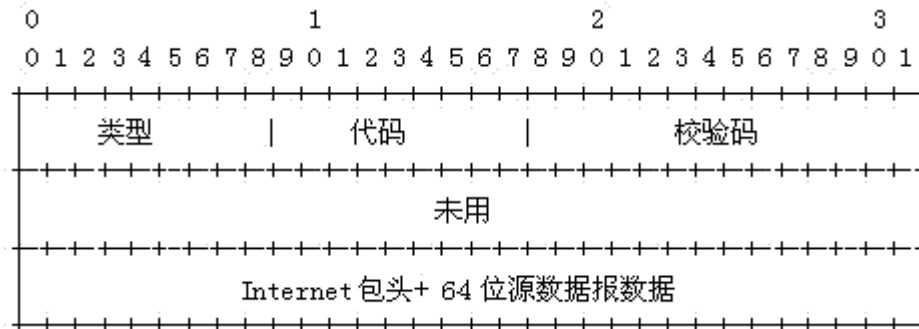 0 1 2 3
0 1 2 3 4 5 6 7 8 9 0 1 2 3 4 5 6 7 8 9 0 1 2 3 4 5 6 7 8 9 0 1
类型 | 代码 | 校验码
未用
Internet 包头+ 64 位源数据报数据